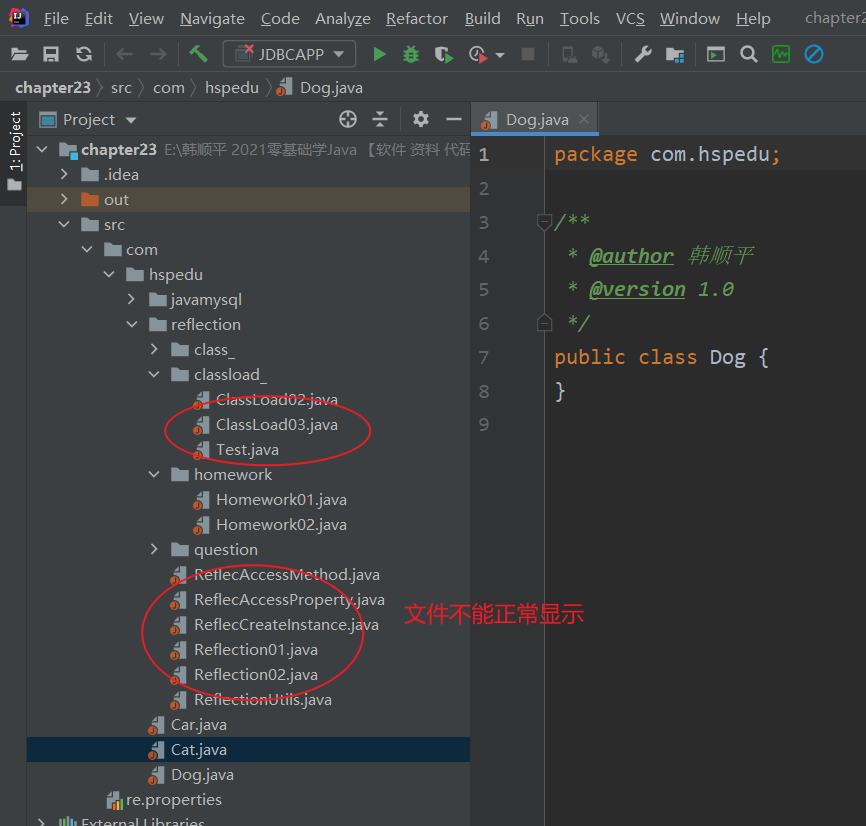 File Edit View Navigate Code Analyze Refactor Build Run Tools VCS Window Help chapter2
JDBCAPP
chapter23 src com hspedu Dog.java
1: Project
Project
Dog.java
chapter23 E:\韩顺平 2021零基础学Java 【软件 资料 代码
.idea
out
src
com
hspedu
javamysql
reflection
class_
classload_
ClassLoad02.java
ClassLoad03.java
Test.java
homework
Homework01.java
Homework02.java
question
ReflecAccessMethod.java
ReflecAccessProperty.java
ReflecCreateInstance.java
Reflection01.java
Reflection02.java
ReflectionUtils.java
Car.java
Cat.java
Dog.java
re.properties
External Libraries
文件不能正常显示
1 package com.hspedu;
2
3 /**
4 * @author 韩顺平
5 * @version 1.0
6 */
7 public class Dog {
8 }
9